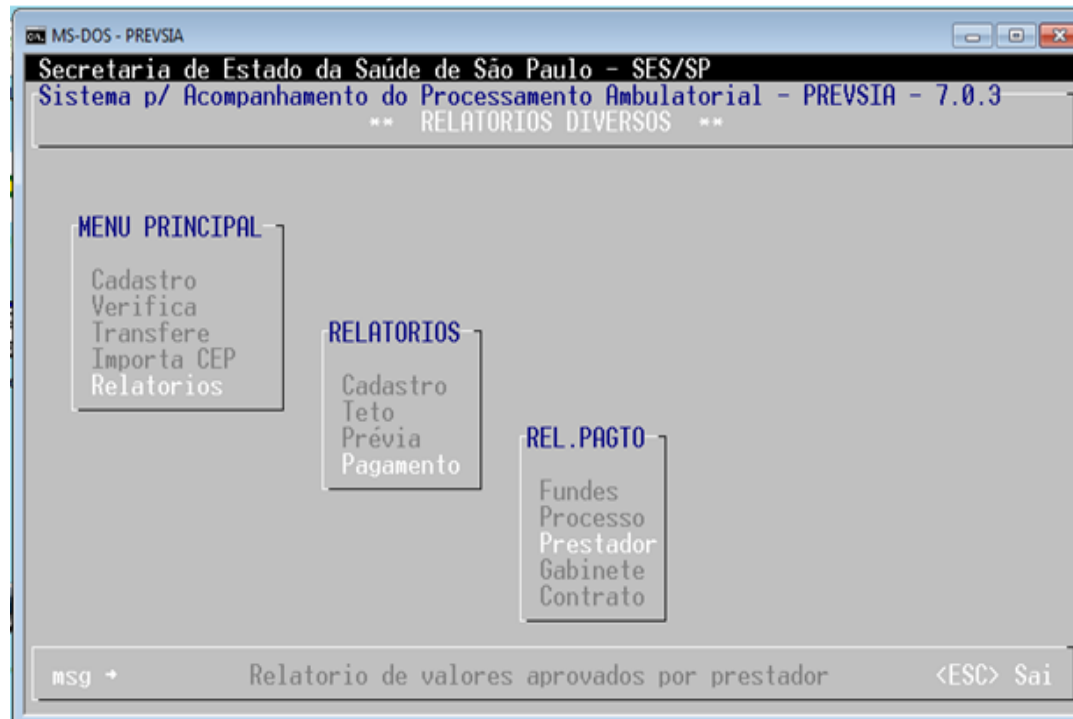 MS-DOS - PREVSIA
Secretaria de Estado da Saúde de São Paulo - SES/SP
Sistema p/ Acompanhamento do Processamento Ambulatorial - PREVSIA - 7.0.3
** RELATORIOS DIVERSOS **
MENU PRINCIPAL
Cadastro
Verifica
Transfere
Importa CEP
Relatorios
RELATORIOS
Cadastro
Teto
Prévia
Pagamento
REL.PAGTO
Fundes
Processo
Prestador
Gabinete
Contrato
msg → Relatorio de valores aprovados por prestador <ESC> Sai